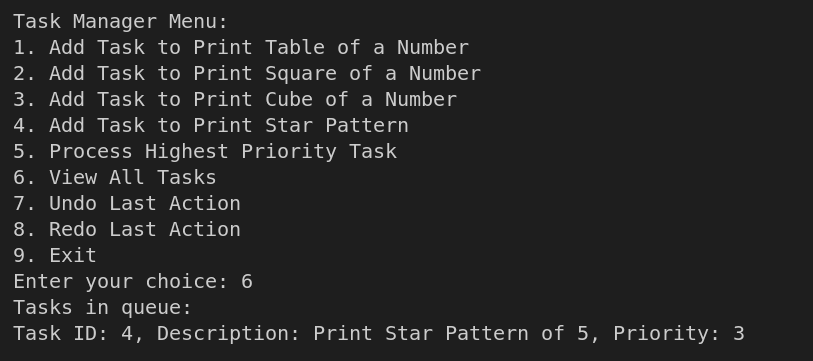 Task Manager Menu:
1. Add Task to Print Table of a Number
2. Add Task to Print Square of a Number
3. Add Task to Print Cube of a Number
4. Add Task to Print Star Pattern
5. Process Highest Priority Task
6. View All Tasks
7. Undo Last Action
8. Redo Last Action
9. Exit
Enter your choice: 6
Tasks in queue:
Task ID: 4, Description: Print Star Pattern of 5, Priority: 3